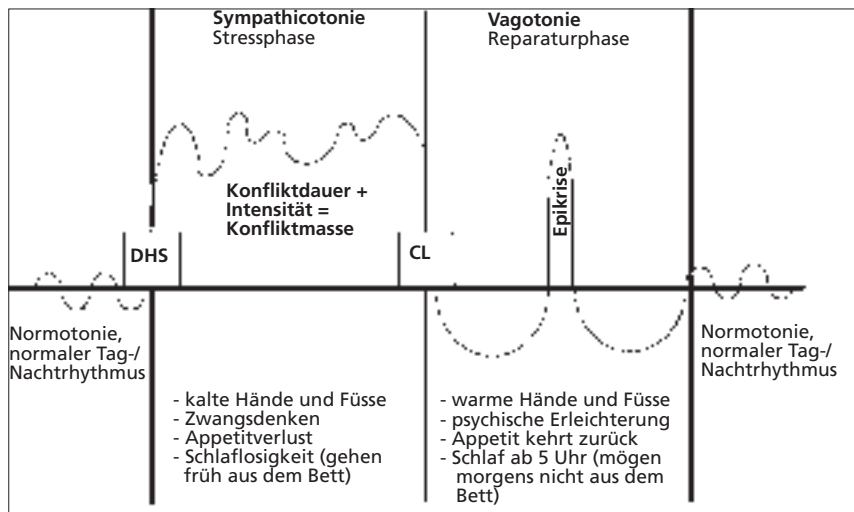 Sympathicotonie
Stressphase
Vagotonie
Reparaturphase
Konfliktdauer +
Intensität =
Konfliktmasse
DHS
CL
Epikrise
Normotonie,
normaler Tag-/
Nachtrhythmus
- kalte Hände und Füsse
- Zwangsdenken
- Appetitverlust
- Schlaflosigkeit (gehen
früh aus dem Bett)
- warme Hände und Füsse
- psychische Erleichterung
- Appetit kehrt zurück
- Schlaf ab 5 Uhr (mögen
morgens nicht aus dem
Bett)
Normotonie,
normaler Tag-/
Nachtrhythmus